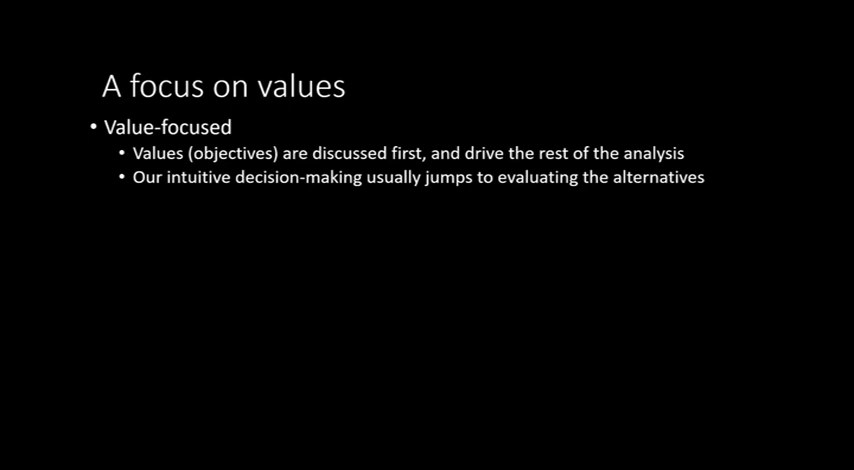 A focus on values
• Value-focused
• Values (objectives) are discussed first, and drive the rest of the analysis
• Our intuitive decision-making usually jumps to evaluating the alternatives